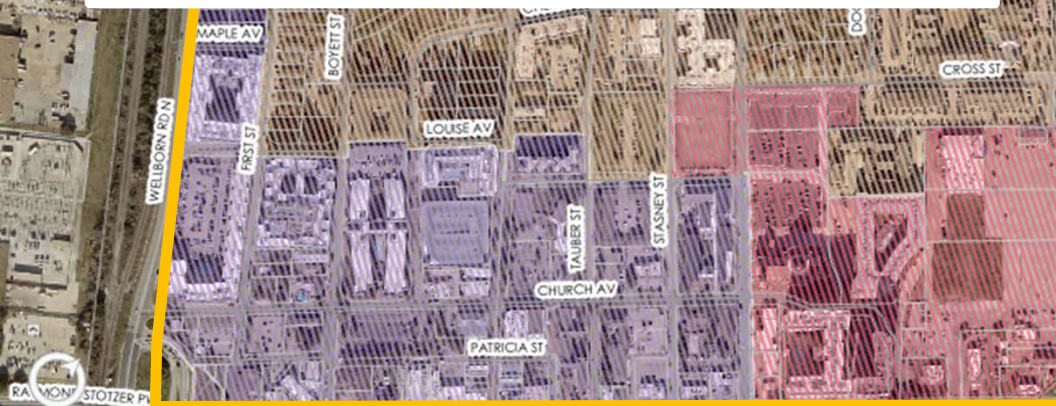 MAPLE AV
BOYETT ST
CROSS ST
WELLBORN RD N
FIRST ST
LOUISE AV
TAUBER ST
STASNEY ST
CHURCH AV
PATRICIA ST
STOTZER